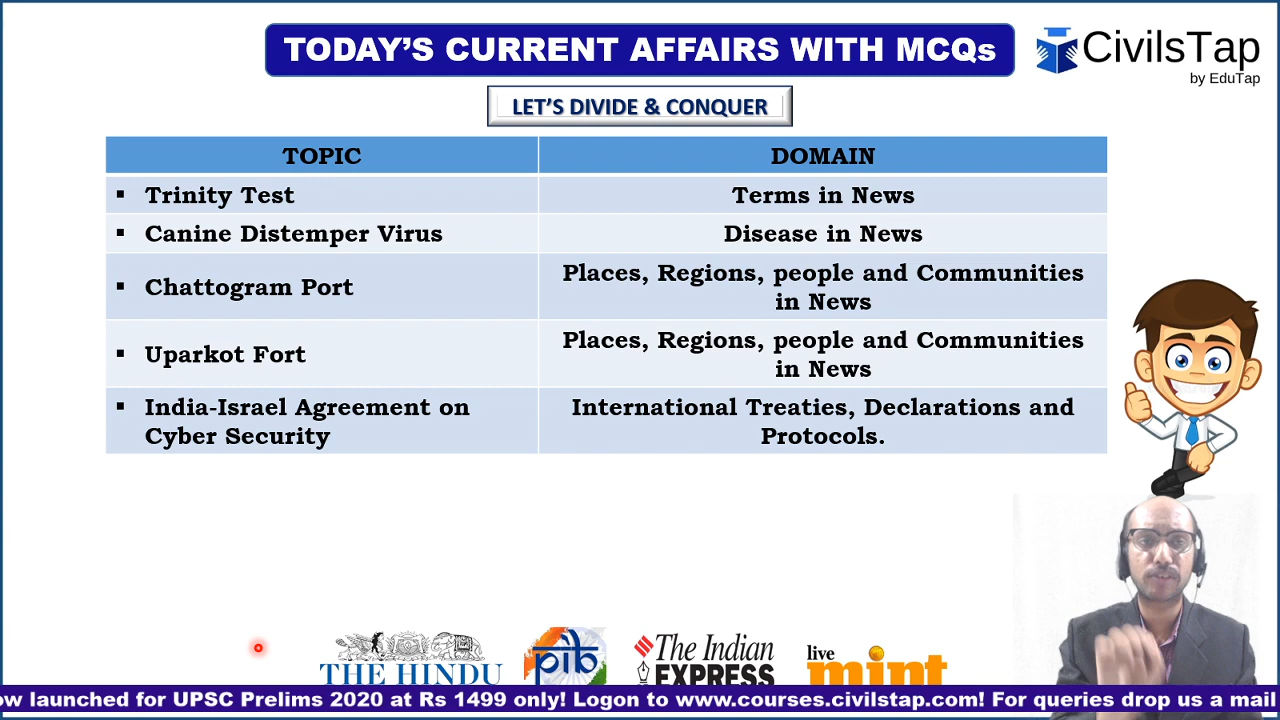 TODAY'S CURRENT AFFAIRS WITH MCQs
CivilsTap
by EduTap
LET'S DIVIDE & CONQUER
TOPIC DOMAIN
▪ Trinity Test Terms in News
▪ Canine Distemper Virus Disease in News
▪ Chattogram Port Places, Regions, people and Communities
in News
▪ Uparkot Fort Places, Regions, people and Communities
in News
▪ India-Israel Agreement on International Treaties, Declarations and
Cyber Security Protocols.
THE HINDU
pib
The Indian
EXPRESS
live
mint
ow launched for UPSC Prelims 2020 at Rs 1499 only! Logon to www.courses.civilstap.com! For queries drop us a mail